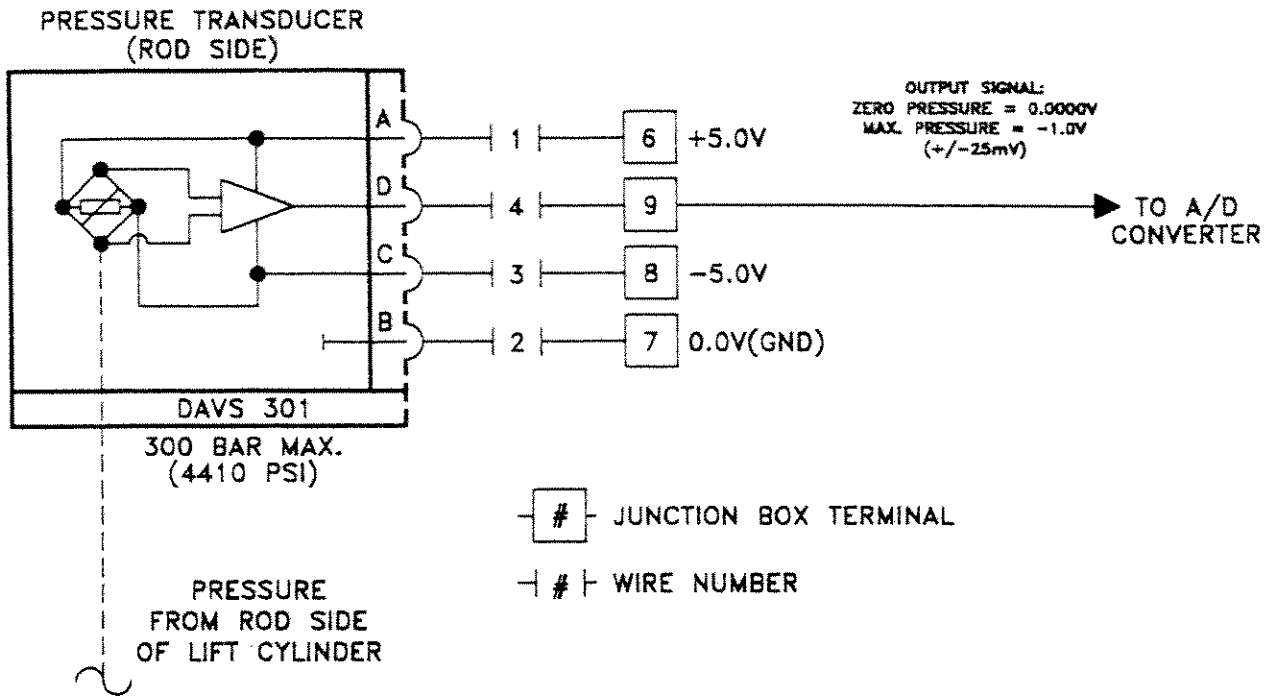 PRESSURE TRANSDUCER
(ROD SIDE)
OUTPUT SIGNAL:
ZERO PRESSURE = 0.0000V
MAX. PRESSURE = -1.0V
(+/-25mV)
A 1 6 +5.0V
D 4 9 TO A/D
CONVERTER
C 3 8 -5.0V
B 2 7 0.0V(GND)
DAVS 301
300 BAR MAX.
(4410 PSI)
# JUNCTION BOX TERMINAL
# WIRE NUMBER
PRESSURE
FROM ROD SIDE
OF LIFT CYLINDER